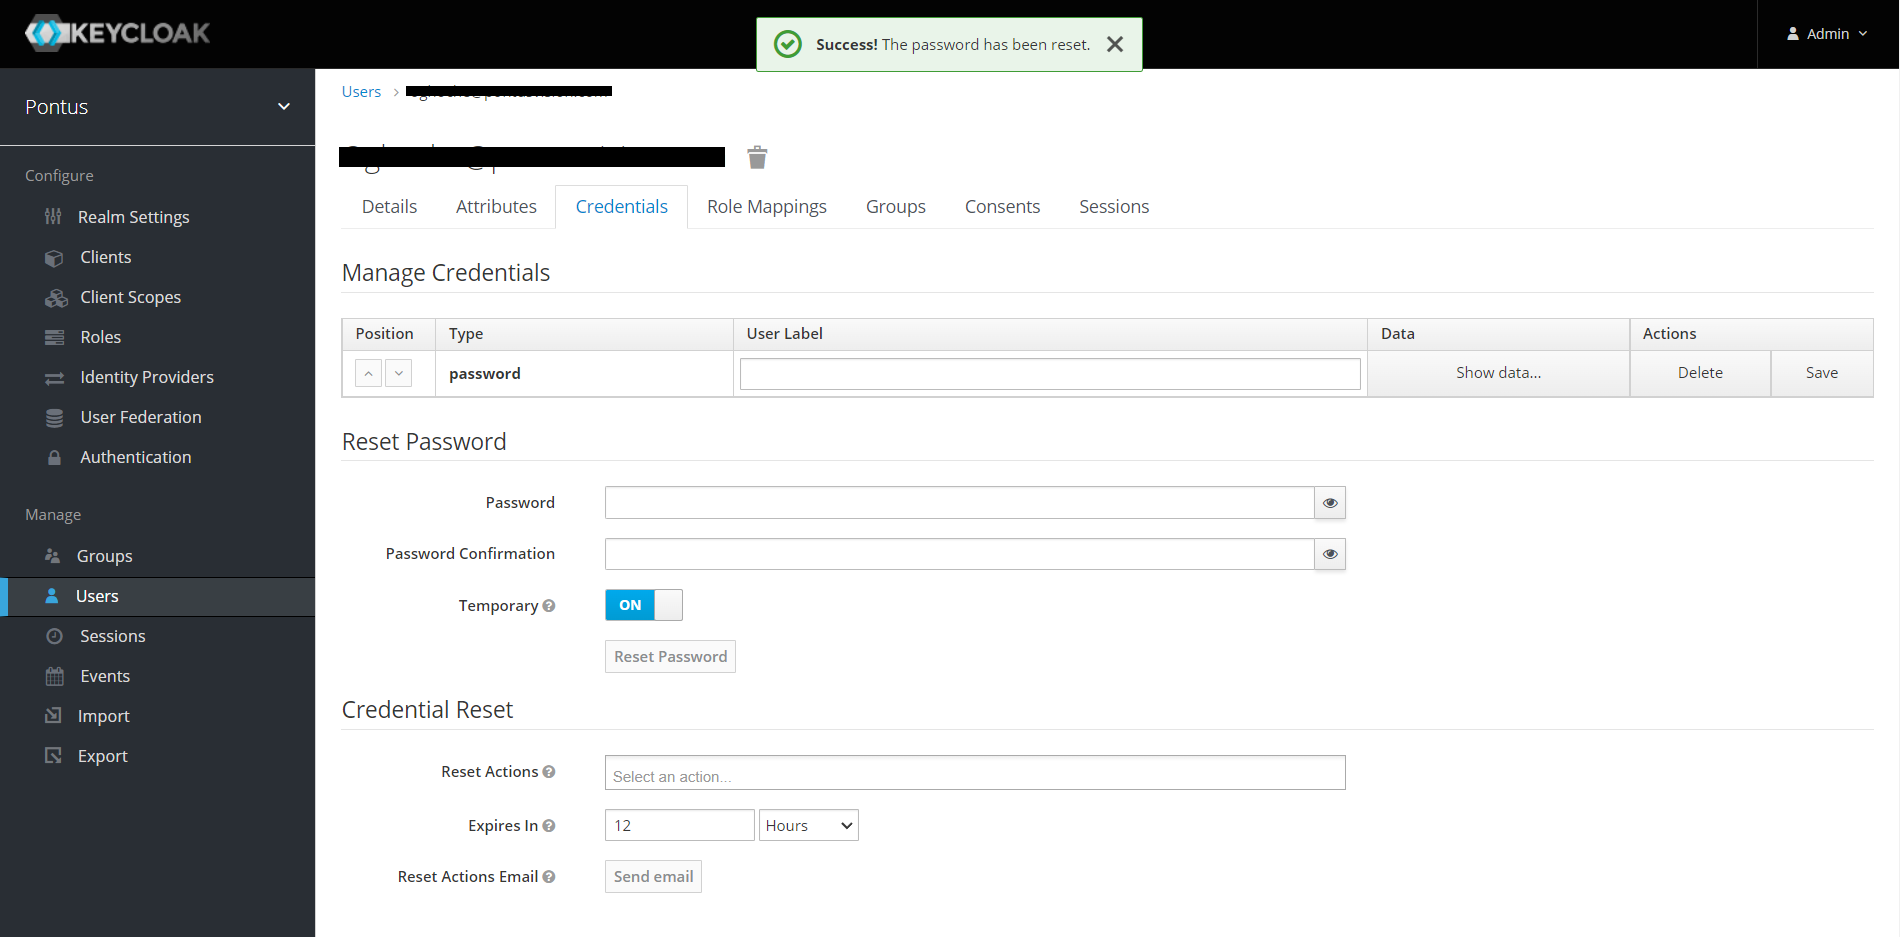 KEYCLOAK
Success! The password has been reset.
Admin
Pontus
Users
Configure
Realm Settings
Clients
Client Scopes
Roles
Identity Providers
User Federation
Authentication
Manage
Groups
Users
Sessions
Events
Import
Export
Details Attributes Credentials Role Mappings Groups Consents Sessions
Manage Credentials
Position Type User Label Data Actions
password Show data... Delete Save
Reset Password
Password
Password Confirmation
Temporary ON
Reset Password
Credential Reset
Reset Actions Select an action...
Expires In 12 Hours
Reset Actions Email Send email